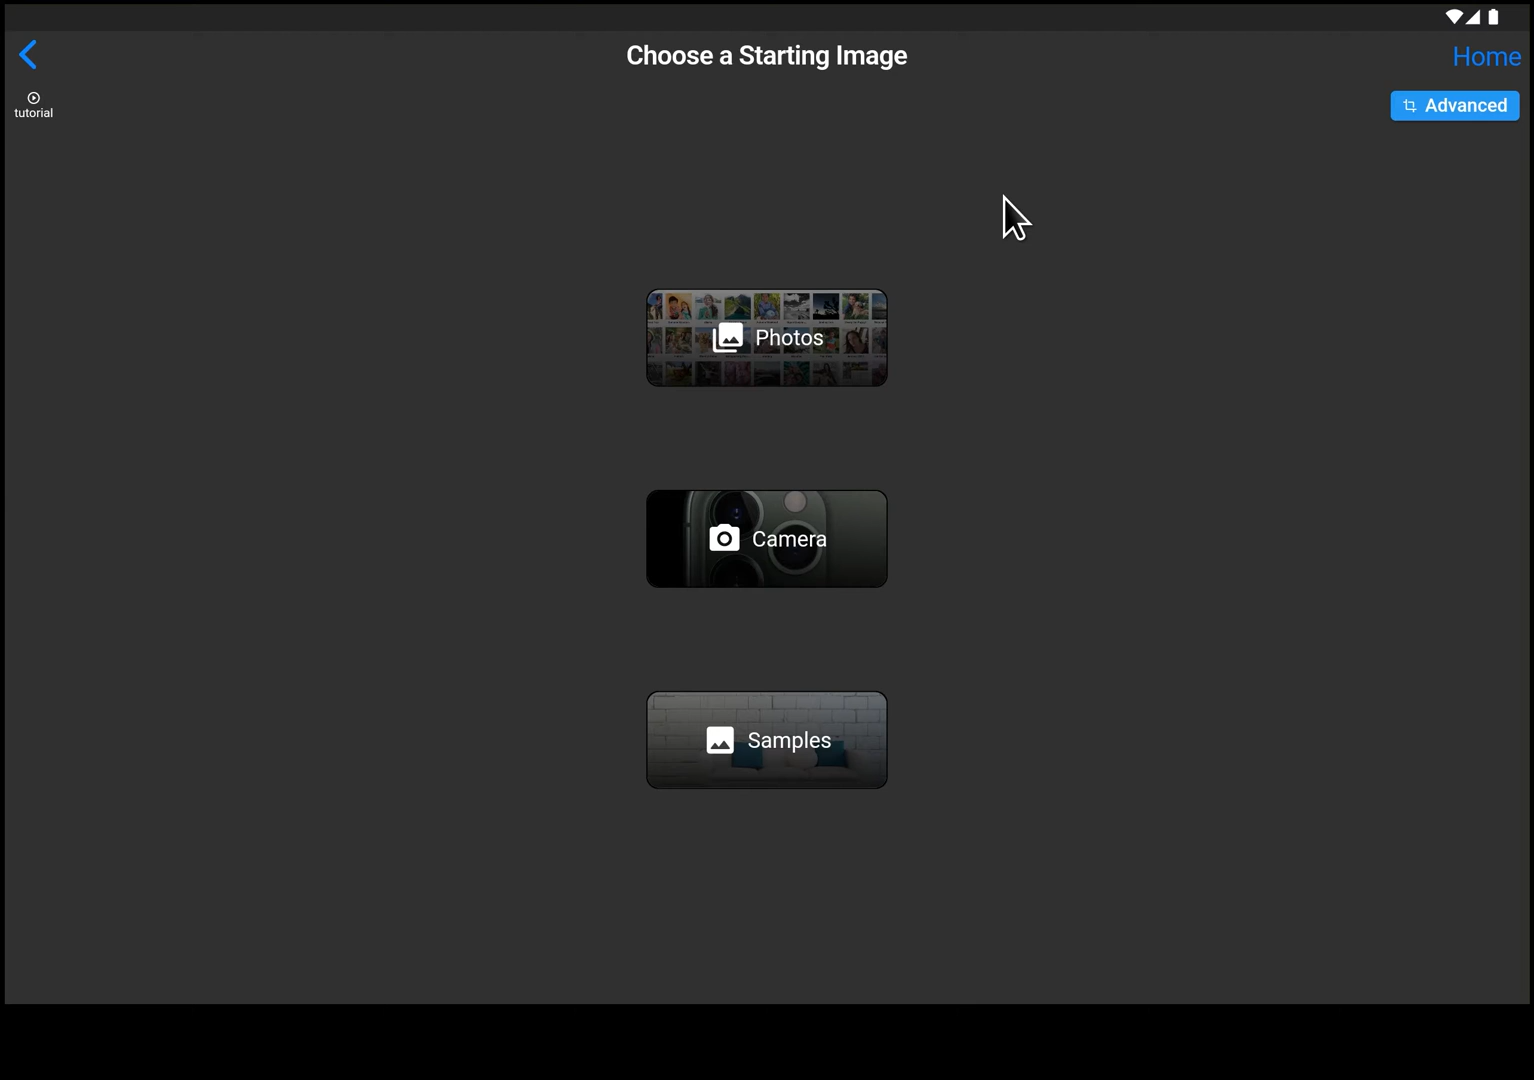 Choose a Starting Image
Home
tutorial
Advanced
Photos
Camera
Samples